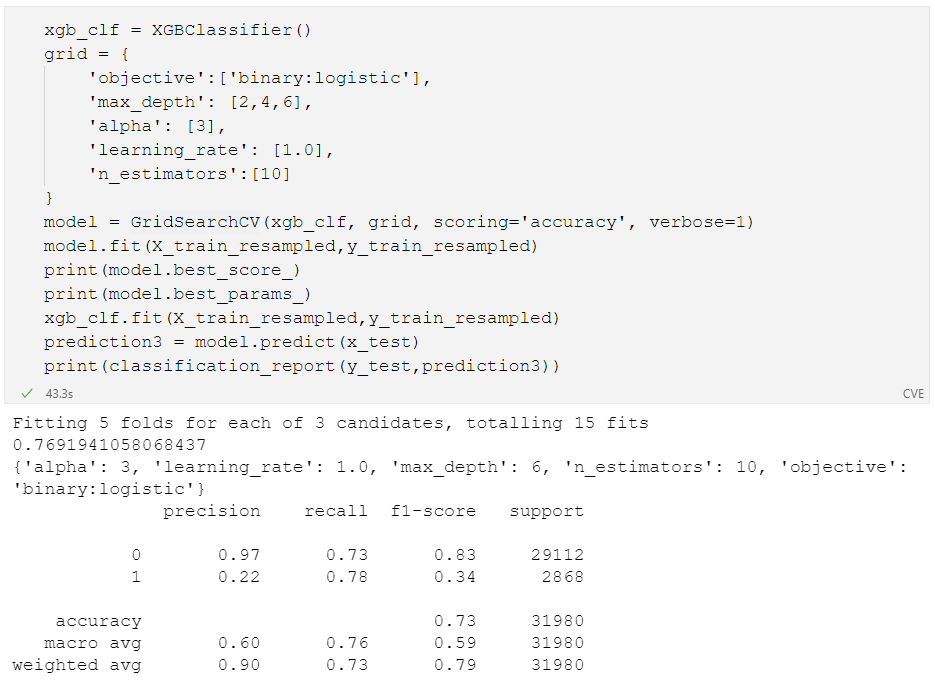 xgb_clf = XGBClassifier()
grid = {
    'objective':['binary:logistic'],
    'max_depth': [2,4,6],
    'alpha': [3],
    'learning_rate': [1.0],
    'n_estimators':[10]
}
model = GridSearchCV(xgb_clf, grid, scoring='accuracy', verbose=1)
model.fit(X_train_resampled,y_train_resampled)
print(model.best_score_)
print(model.best_params_)
xgb_clf.fit(X_train_resampled,y_train_resampled)
prediction3 = model.predict(x_test)
print(classification_report(y_test,prediction3))
✓ 43.3s CVE
Fitting 5 folds for each of 3 candidates, totalling 15 fits
0.7691941058068437
{'alpha': 3, 'learning_rate': 1.0, 'max_depth': 6, 'n_estimators': 10, 'objective':
'binary:logistic'}
              precision    recall  f1-score   support
           0       0.97      0.73      0.83     29112
           1       0.22      0.78      0.34      2868
    accuracy                           0.73     31980
   macro avg       0.60      0.76      0.59     31980
weighted avg       0.90      0.73      0.79     31980